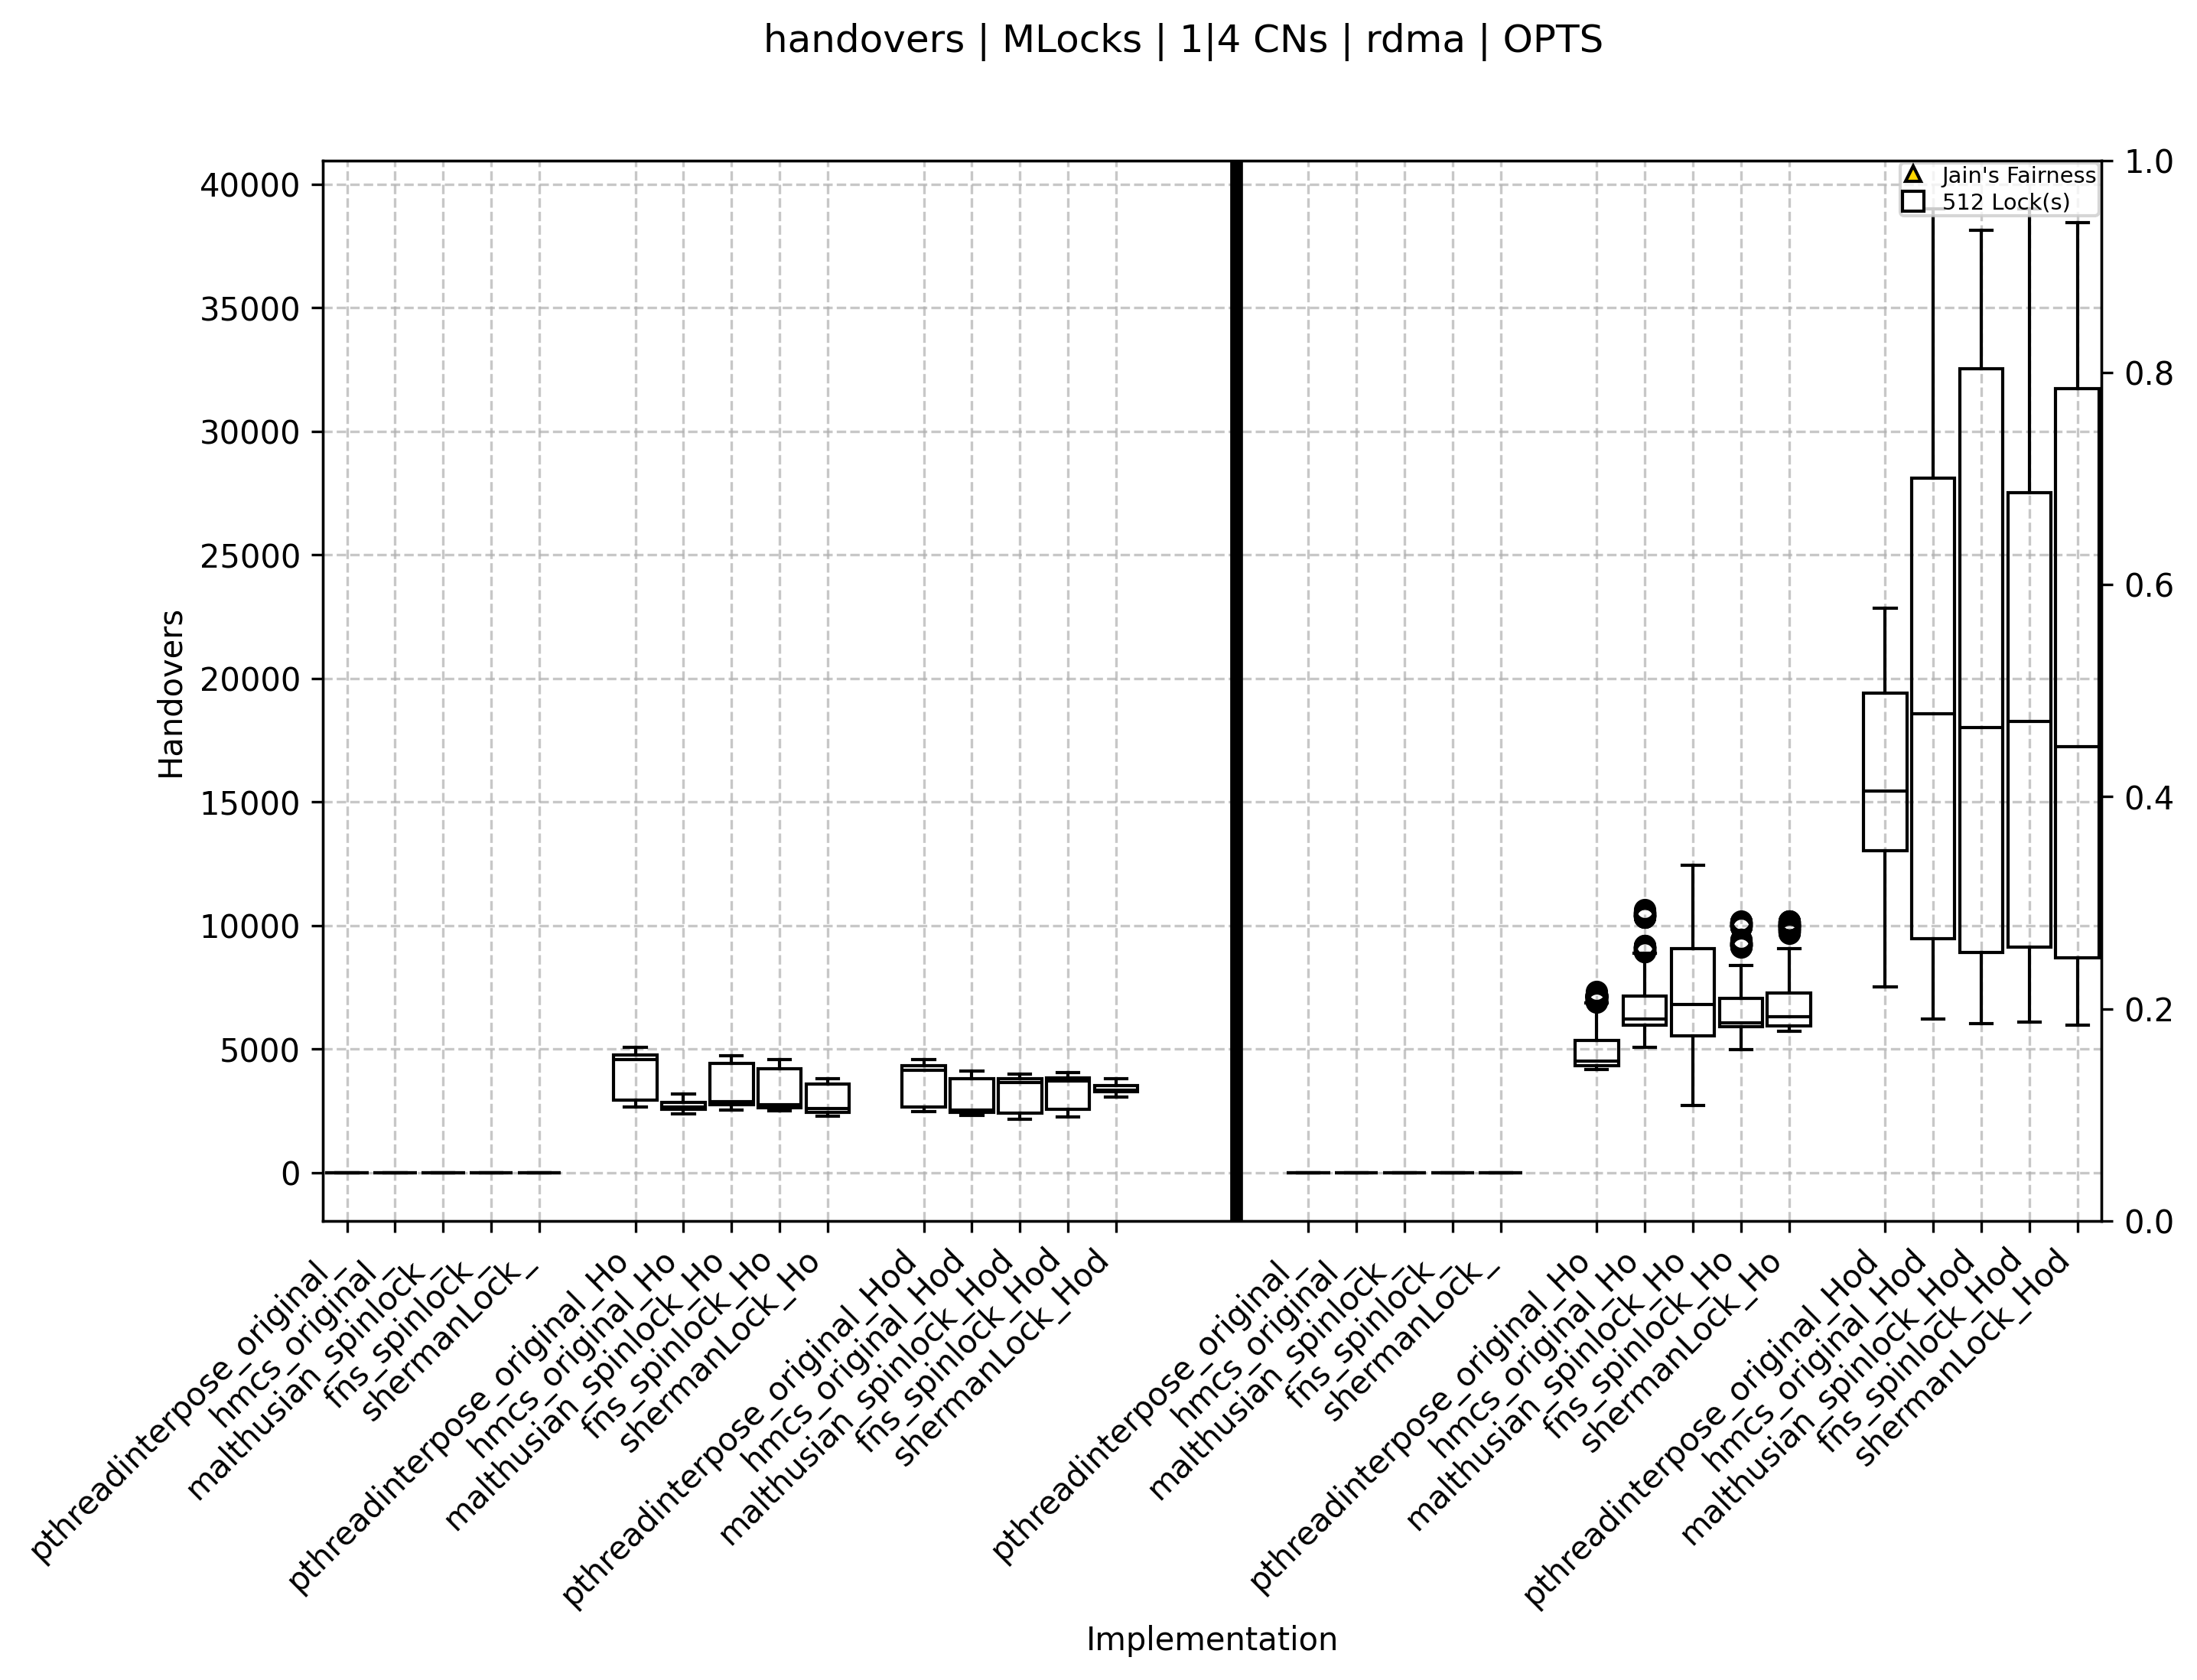 handovers | MLocks | 1|4 CNs | rdma | OPTS
Jain's Fairness
512 Lock(s)
Handovers
40000
35000
30000
25000
20000
15000
10000
5000
0
1.0
0.8
0.6
0.4
0.2
0.0
pthreadinterpose_original_
hmcs_original_
malthusian_spinlock_
fns_spinlock_
shermanLock_
pthreadinterpose_original_Ho
hmcs_original_Ho
malthusian_spinlock_Ho
fns_spinlock_Ho
shermanLock_Ho
pthreadinterpose_original_Hod
hmcs_original_Hod
malthusian_spinlock_Hod
fns_spinlock_Hod
shermanLock_Hod
pthreadinterpose_original_
hmcs_original_
malthusian_spinlock_
fns_spinlock_
shermanLock_
pthreadinterpose_original_Ho
hmcs_original_Ho
malthusian_spinlock_Ho
fns_spinlock_Ho
shermanLock_Ho
pthreadinterpose_original_Hod
hmcs_original_Hod
malthusian_spinlock_Hod
fns_spinlock_Hod
shermanLock_Hod
Implementation